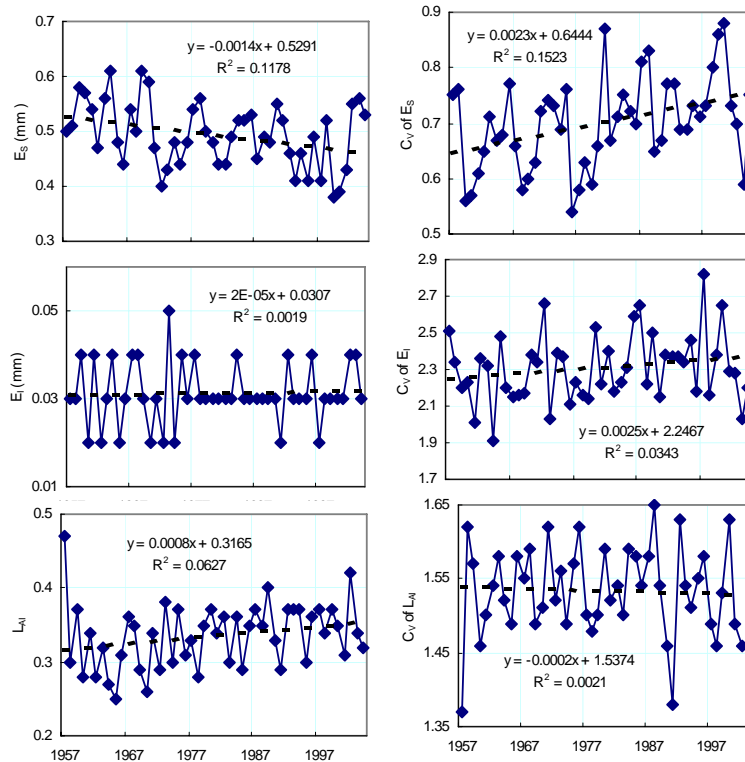 0.7
0.6
0.5
0.4
0.3
E_S (mm )
y = -0.0014x + 0.5291
R² = 0.1178
0.9
0.8
0.7
0.6
0.5
C_V of E_S
y = 0.0023x + 0.6444
R² = 0.1523
0.05
0.03
0.01
E_I (mm)
y = 2E-05x + 0.0307
R² = 0.0019
2.9
2.7
2.5
2.3
2.1
1.9
1.7
C_V of E_I
y = 0.0025x + 2.2467
R² = 0.0343
0.5
0.4
0.3
0.2
L_AI
y = 0.0008x + 0.3165
R² = 0.0627
1957 1967 1977 1987 1997
1.65
1.55
1.45
1.35
C_V of L_AI
y = -0.0002x + 1.5374
R² = 0.0021
1957 1967 1977 1987 1997